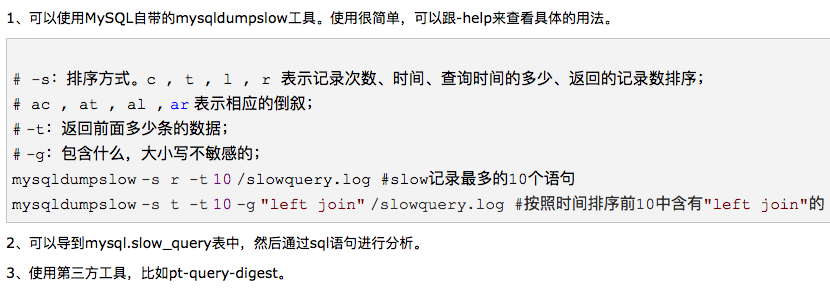 1、可以使用MySQL自带的mysqldumpslow工具。使用很简单，可以跟-help来查看具体的用法。
# -s：排序方式。c , t , l , r 表示记录次数、时间、查询时间的多少、返回的记录数排序；
# ac , at , al , ar 表示相应的倒叙；
# -t：返回前面多少条的数据；
# -g：包含什么，大小写不敏感的；
mysqldumpslow -s r -t 10 /slowquery.log #slow记录最多的10个语句
mysqldumpslow -s t -t 10 -g "left join" /slowquery.log #按照时间排序前10中含有"left join"的
2、可以导到mysql.slow_query表中，然后通过sql语句进行分析。
3、使用第三方工具，比如pt-query-digest。